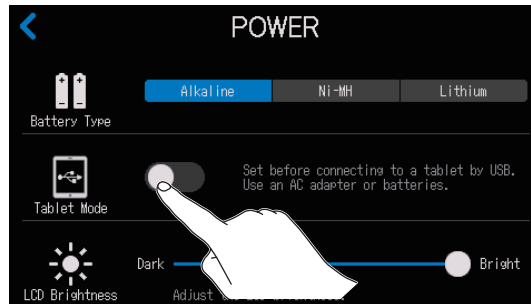 POWER
Alkaline Ni-MH Lithium
Battery Type
Set before connecting to a tablet by USB.
Use an AC adapter or batteries.
Tablet Mode
Dark Bright
LCD Brightness Adjust